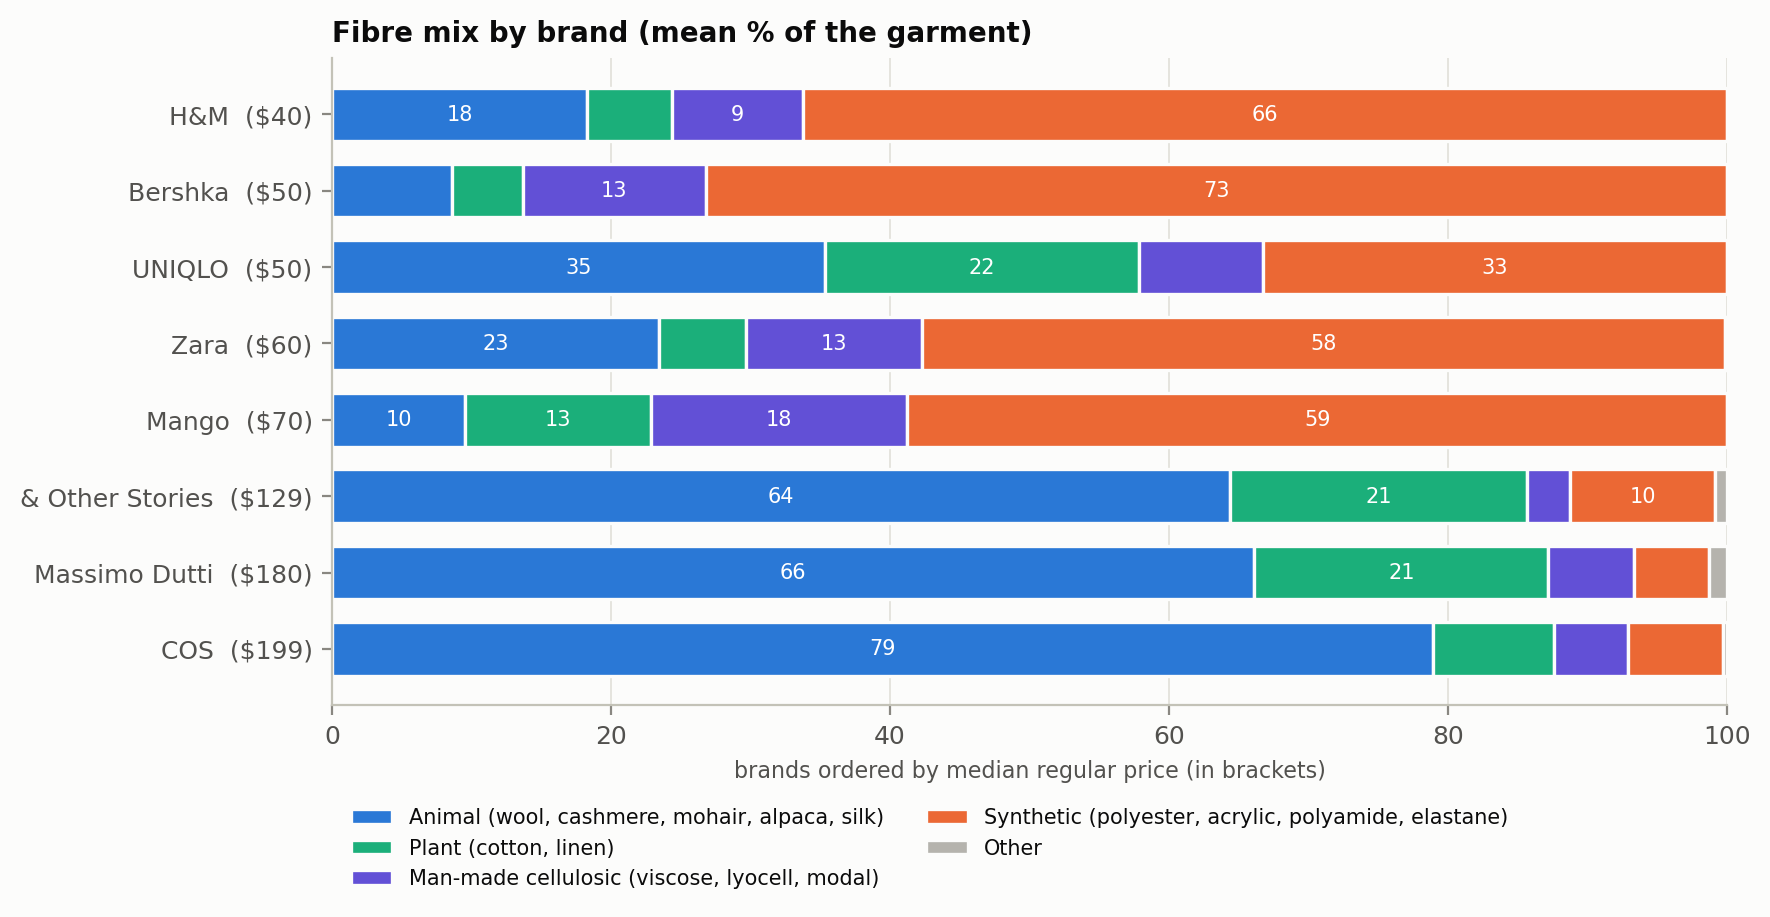 Fibre mix by brand (mean % of the garment)
H&M ($40) 18 9 66
Bershka ($50) 13 73
UNIQLO ($50) 35 22 33
Zara ($60) 23 13 58
Mango ($70) 10 13 18 59
& Other Stories ($129) 64 21 10
Massimo Dutti ($180) 66 21
COS ($199) 79
0 20 40 60 80 100
brands ordered by median regular price (in brackets)
Animal (wool, cashmere, mohair, alpaca, silk)
Plant (cotton, linen)
Man-made cellulosic (viscose, lyocell, modal)
Synthetic (polyester, acrylic, polyamide, elastane)
Other